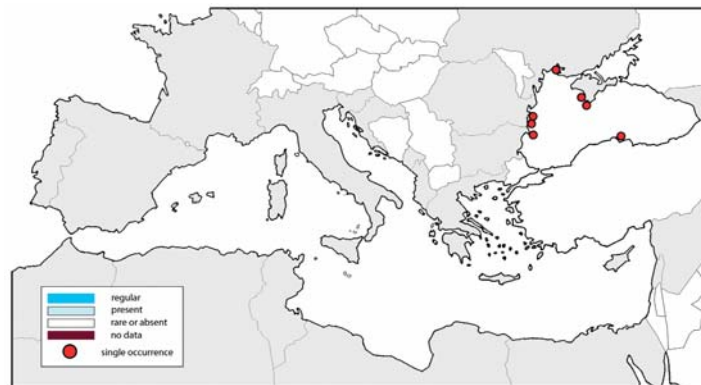 regular
present
rare or absent
no data
single occurrence